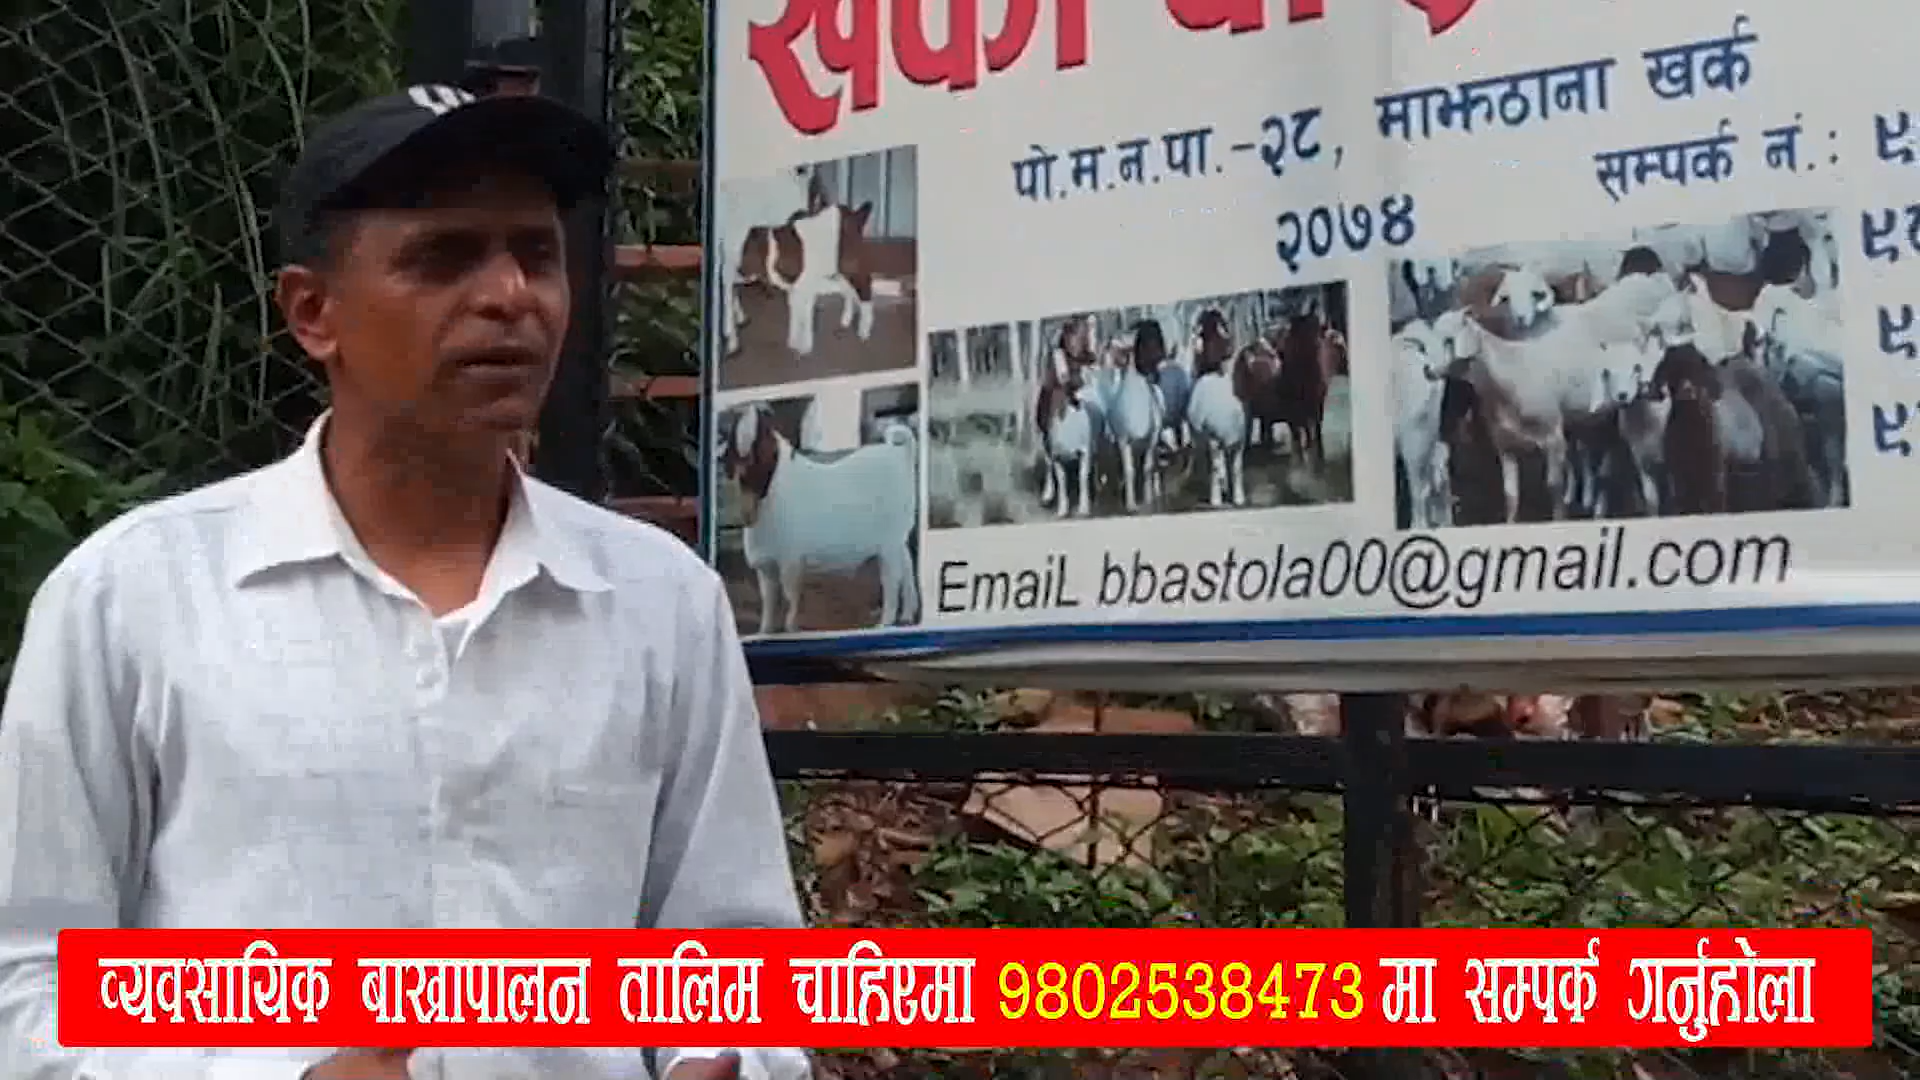 पो.म.न.पा.-२८, माझठाना खर्क
सम्पर्क नं.:
२०७४
EmaiL bbastola00@gmail.com
व्यवसायिक बाख्रापालन तालिम चाहिएमा 9802538473 मा सम्पर्क गर्नुहोला